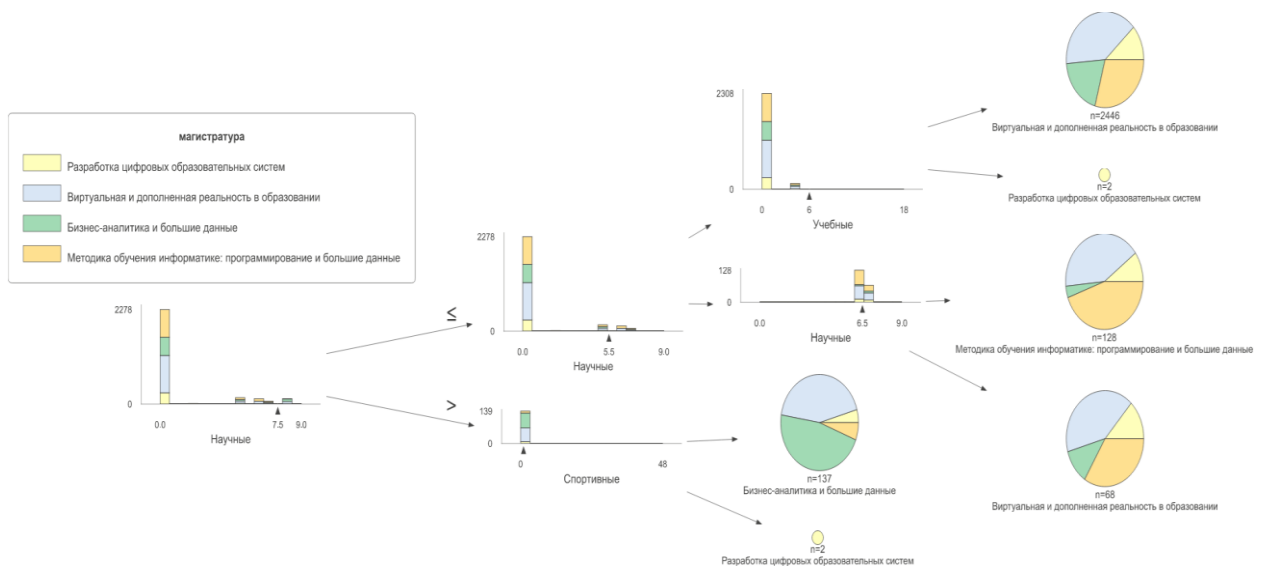 магистратура
Разработка цифровых образовательных систем
Виртуальная и дополненная реальность в образовании
Бизнес-аналитика и большие данные
Методика обучения информатике: программирование и большие данные
2278
0
0.0
7.5
9.0
Научные
≤
>
2278
0
0.0
5.5
9.0
Научные
139
0
0
48
Спортивные
2308
0
0
6
18
Учебные
128
0
0.0
6.5
9.0
Научные
n=2446
Виртуальная и дополненная реальность в образовании
n=2
Разработка цифровых образовательных систем
n=128
Методика обучения информатике: программирование и большие данные
n=68
Виртуальная и дополненная реальность в образовании
n=137
Бизнес-аналитика и большие данные
n=2
Разработка цифровых образовательных систем